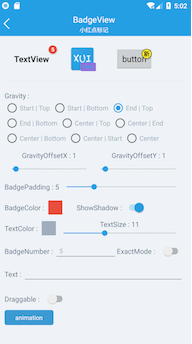 5:02
BadgeView
小红点标记
TextView 5 XUI button 新
Gravity :
Start | Top Start | Bottom End | Top
End | Bottom Center | Top Center | End
Center | Bottom Center | Start Center
GravityOffsetX : 1 GravityOffsetY : 1
BadgePadding : 5
BadgeColor : ShowShadow :
TextColor : TextSize : 11
BadgeNumber : 5 ExactMode :
Text :
Draggable :
animation